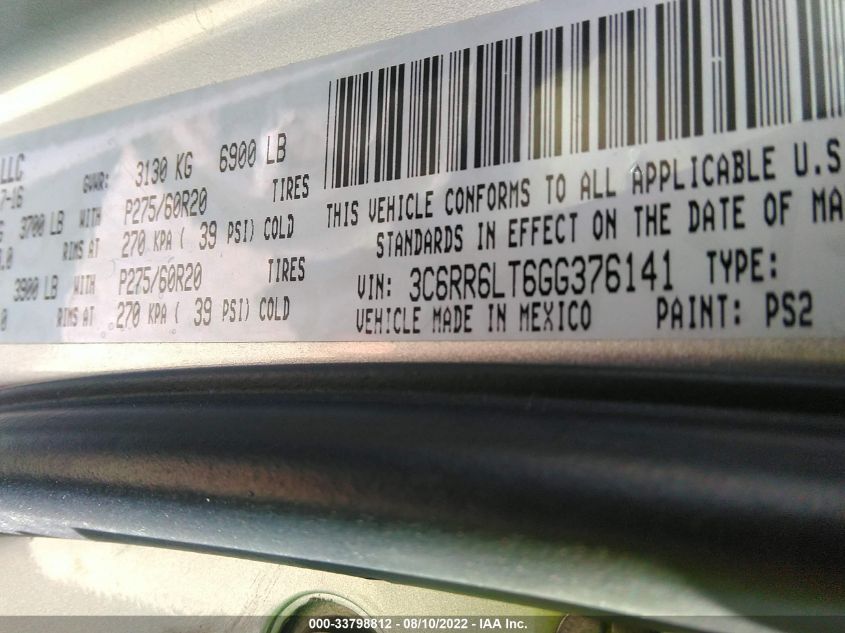 LLC
7-16
GVWR: 3130 KG 6900 LB
3700 LB WITH P275/60R20 TIRES
RIMS AT 270 KPA ( 39 PSI) COLD
3900 LB WITH P275/60R20 TIRES
RIMS AT 270 KPA ( 39 PSI) COLD
THIS VEHICLE CONFORMS TO ALL APPLICABLE U.S
STANDARDS IN EFFECT ON THE DATE OF MA
VIN: 3C6RR6LT6GG376141 TYPE:
VEHICLE MADE IN MEXICO PAINT: PS2
000-33798812 - 08/10/2022 - IAA Inc.